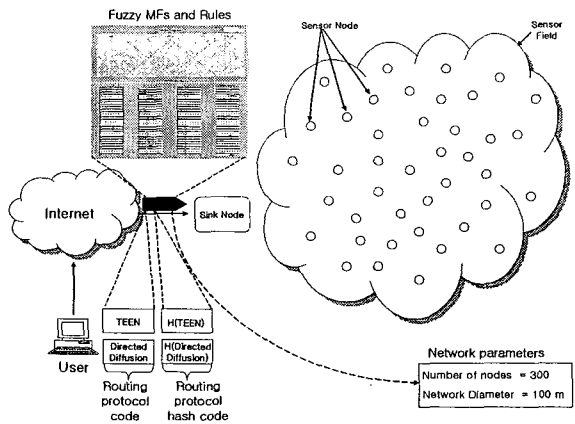 Fuzzy MFs and Rules
Sensor Node
Sensor
Field
Internet
Sink Node
User
TEEN
H(TEEN)
Directed
Diffusion
H(Directed
Diffusion)
Routing
protocol
code
Routing
protocol
hash code
Network parameters
Number of nodes = 300
Network Diameter = 100 m